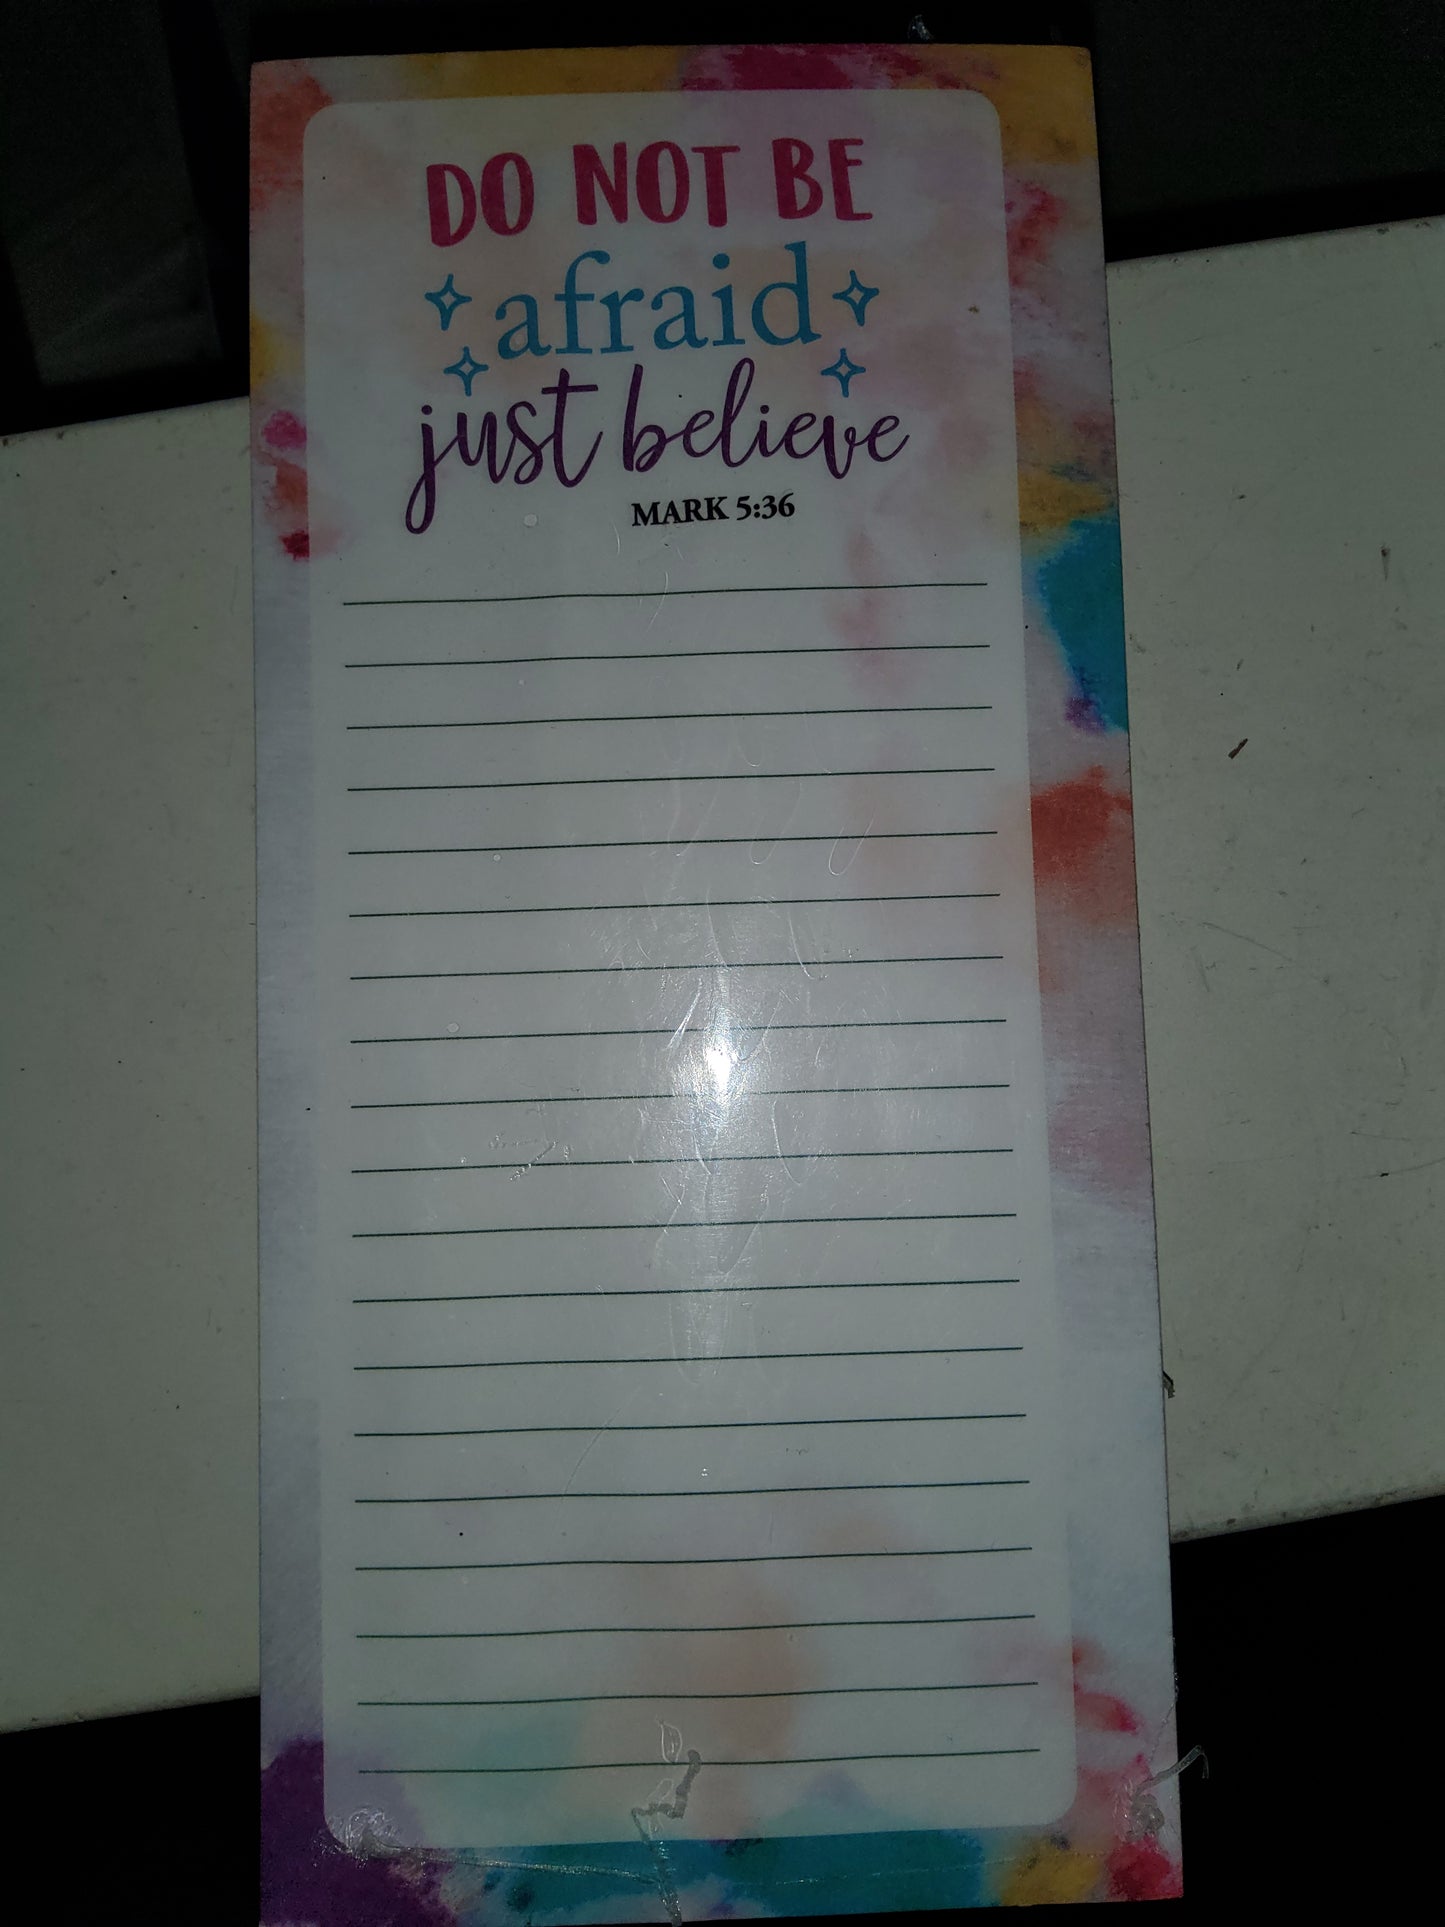 DO NOT BE
afraid
just believe
MARK 5:36